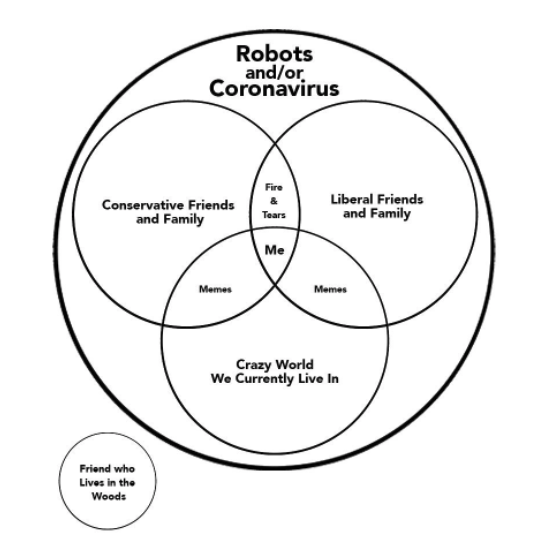 Robots
and/or
Coronavirus
Fire
&
Tears
Conservative Friends
and Family
Liberal Friends
and Family
Me
Memes
Memes
Crazy World
We Currently Live In
Friend who
Lives in the
Woods